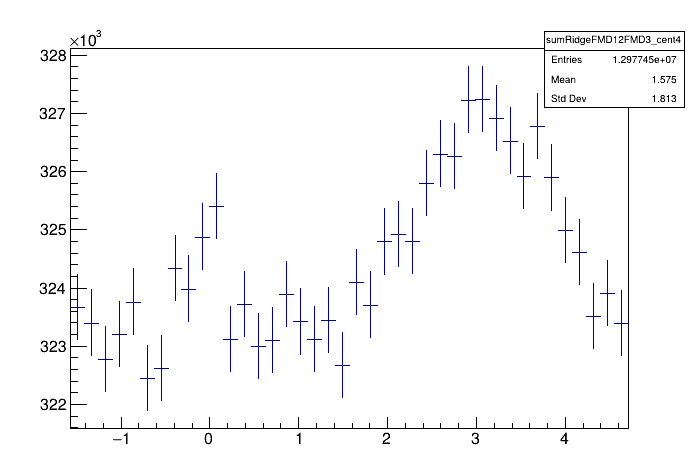 ×10³
sumRidgeFMD12FMD3_cent4
Entries 1.297745e+07
Mean 1.575
Std Dev 1.813
328
327
326
325
324
323
322
−1 0 1 2 3 4